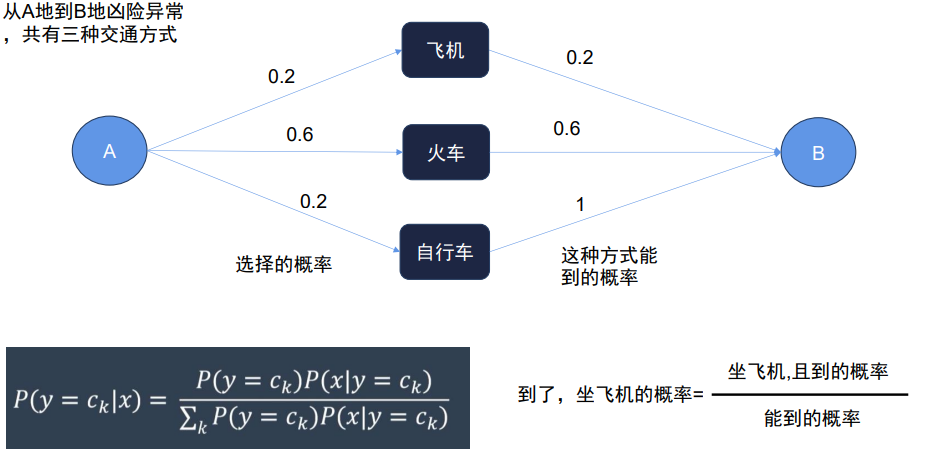 从A地到B地凶险异常
，共有三种交通方式
飞机
0.2
0.2
0.6
0.6
A
火车
B
0.2
1
自行车
选择的概率
这种方式能
到的概率
P(y = c_k|x) = \frac{P(y = c_k)P(x|y = c_k)}{\sum_k P(y = c_k)P(x|y = c_k)}
到了，坐飞机的概率=
坐飞机,且到的概率
能到的概率